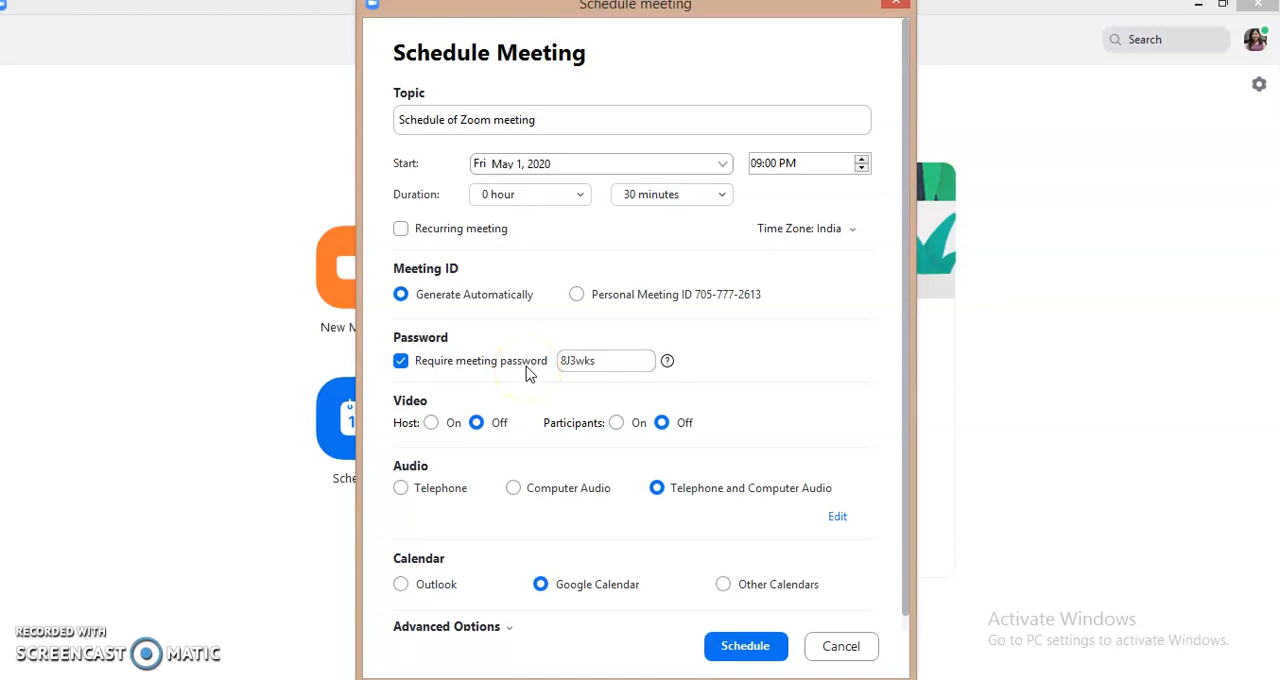 Schedule meeting
Search
Schedule Meeting
Topic
Schedule of Zoom meeting
Start: Fri May 1, 2020 09:00 PM
Duration: 0 hour 30 minutes
Recurring meeting Time Zone: India
Meeting ID
Generate Automatically Personal Meeting ID 705-777-2613
New M
Password
Require meeting password 8J3wks ?
Video
Host: On Off Participants: On Off
Audio
Sche
Telephone Computer Audio Telephone and Computer Audio
Edit
Calendar
Outlook Google Calendar Other Calendars
Advanced Options
Schedule Cancel
Activate Windows
Go to PC settings to activate Windows.
RECORDED WITH
SCREENCAST MATIC